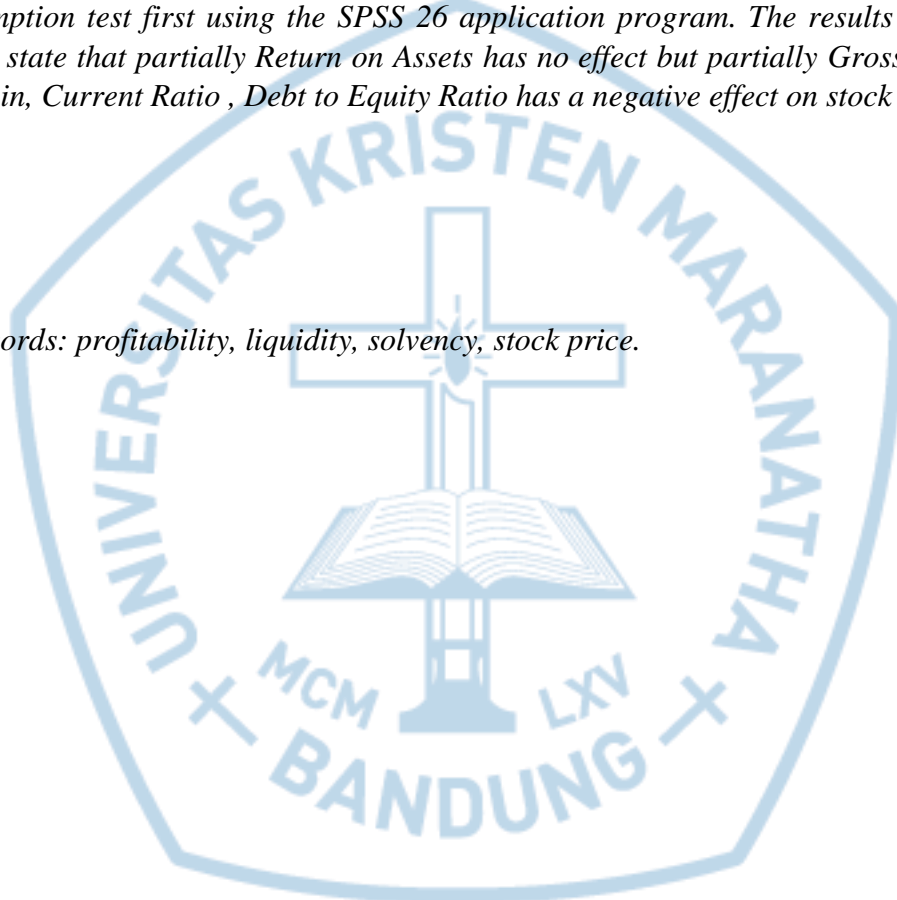 mption test first using the SPSS 26 application program. The results
state that partially Return on Assets has no effect but partially Gross
in, Current Ratio , Debt to Equity Ratio has a negative effect on stock
UNIVERSITAS KRISTEN MARANATHA
ords: profitability, liquidity, solvency, stock price.
MCM LXV
BANDUNG